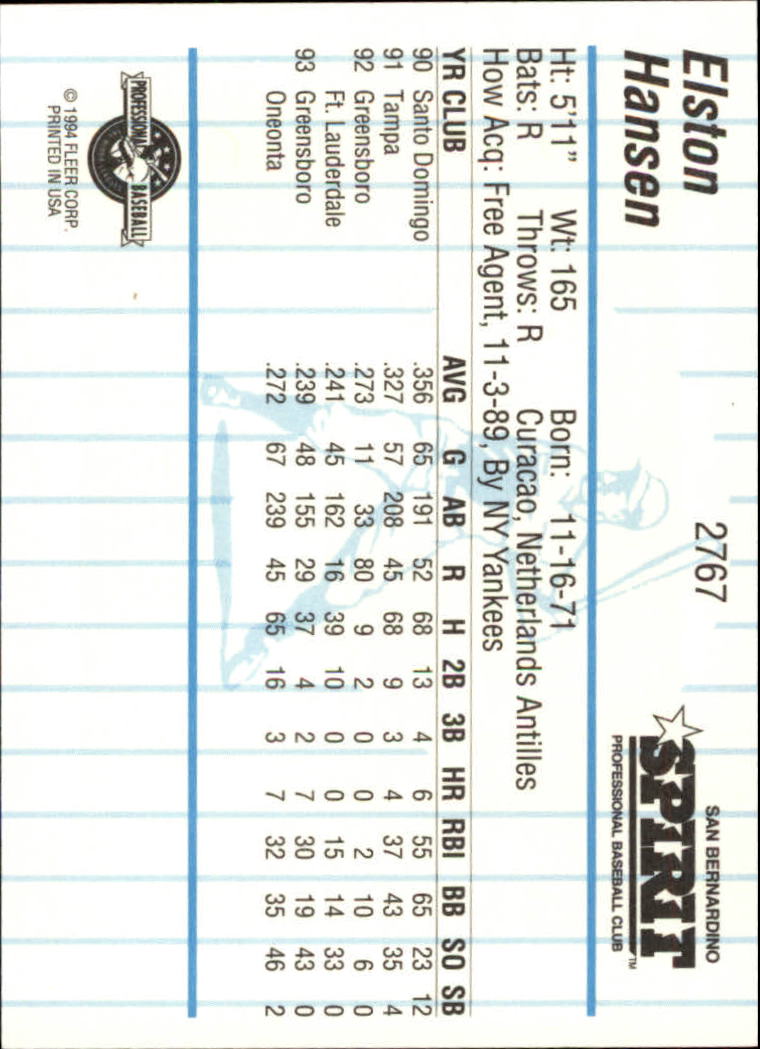 Elston
Hansen
2767
SAN BERNARDINO
SPIRIT™
PROFESSIONAL BASEBALL CLUB
Ht: 5'11" Wt: 165 Born: 11-16-71
Bats: R Throws: R Curacao, Netherlands Antilles
How Acq: Free Agent, 11-3-89, By NY Yankees
YR CLUB AVG G AB R H 2B 3B HR RBI BB SO SB
90 Santo Domingo .356 65 191 52 68 13 4 6 55 65 23 12
91 Tampa .327 57 208 45 68 9 3 4 37 43 35 4
92 Greensboro .273 11 33 80 9 2 0 0 2 10 6 0
Ft. Lauderdale .241 45 162 16 39 10 0 0 15 14 33 0
93 Greensboro .239 48 155 29 37 4 2 7 30 19 43 0
Oneonta .272 67 239 45 65 16 3 7 32 35 46 2
PROFESSIONAL BASEBALL
© 1994 FLEER CORP.
PRINTED IN USA